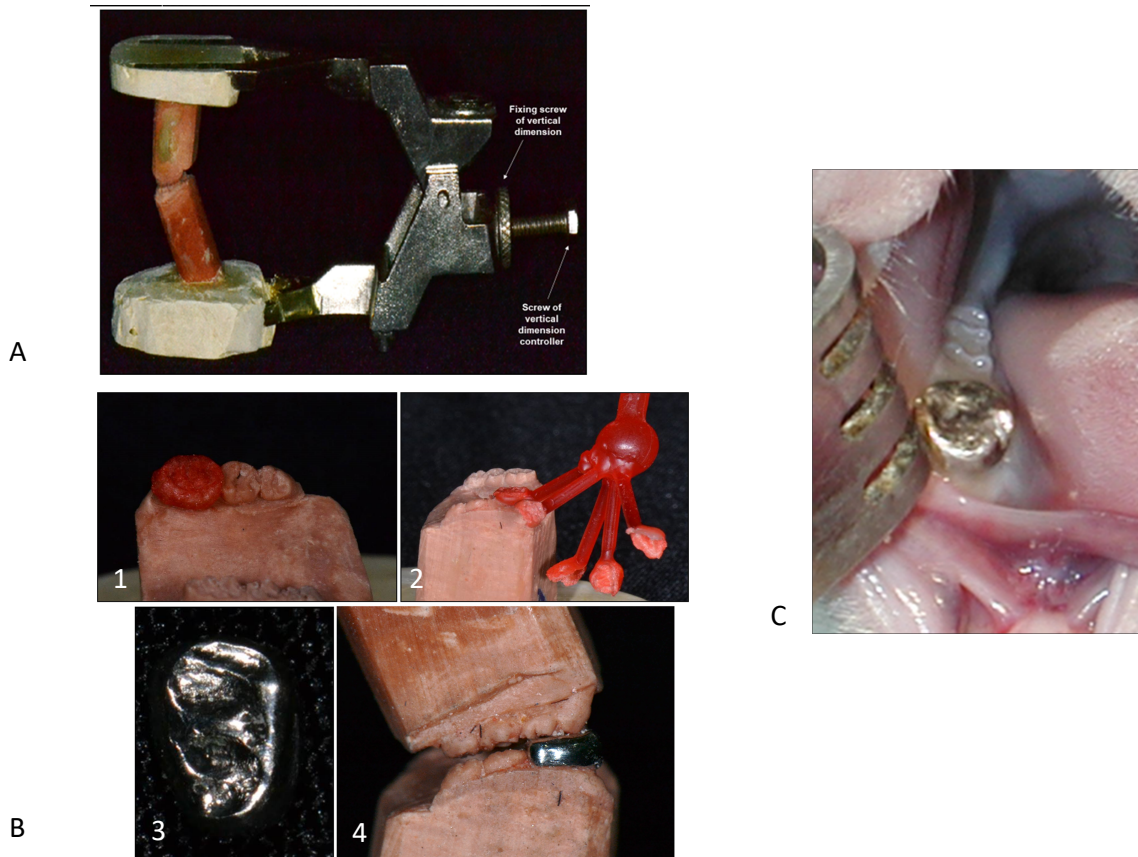 Fixing screw
of vertical
dimension
Screw of
vertical
dimension
controller
A
1
2
3
4
B
C